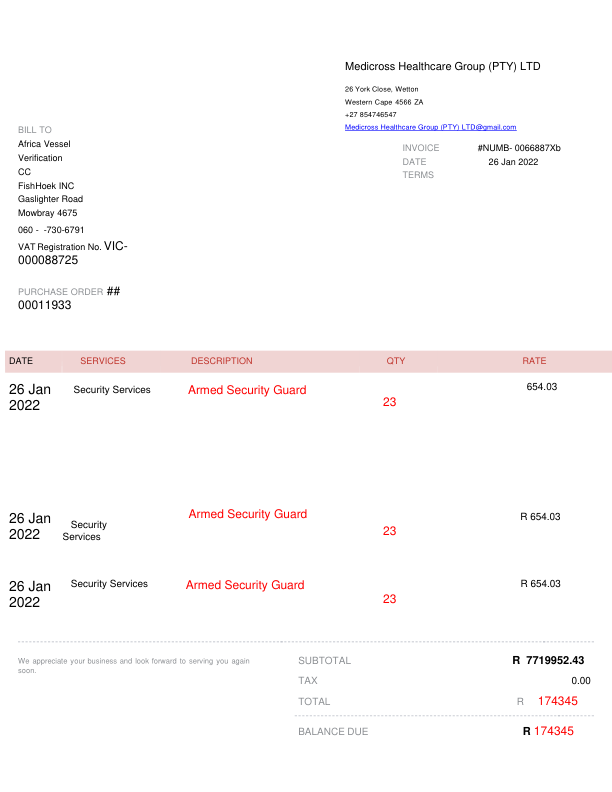 Medicross Healthcare Group (PTY) LTD
26 York Close, Wetton
Western Cape 4566 ZA
+27 854746547
Medicross Healthcare Group (PTY) LTD@gmail.com
BILL TO
Africa Vessel
Verification
CC
FishHoek INC
Gaslighter Road
Mowbray 4675
060 - -730-6791
VAT Registration No. VIC-
000088725
INVOICE #NUMB- 0066887Xb
DATE 26 Jan 2022
TERMS
PURCHASE ORDER ##
00011933
DATE SERVICES DESCRIPTION QTY RATE
26 Jan
2022
Security Services
Armed Security Guard
23
654.03
26 Jan
2022
Security
Services
Armed Security Guard
23
R 654.03
26 Jan
2022
Security Services
Armed Security Guard
23
R 654.03
We appreciate your business and look forward to serving you again
soon.
SUBTOTAL R 7719952.43
TAX 0.00
TOTAL R 174345
BALANCE DUE R 174345